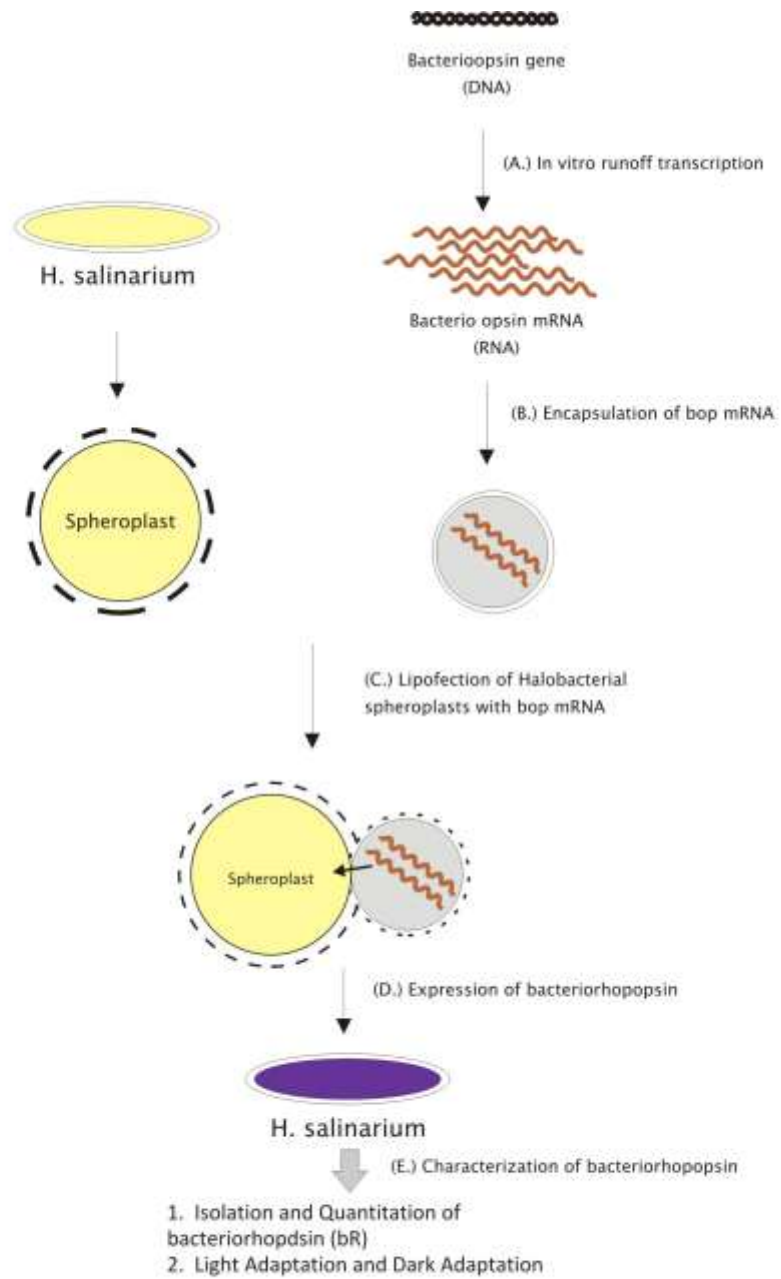 Bacterioopsin gene
(DNA)
(A.) In vitro runoff transcription
H. salinarium
Bacterio opsin mRNA
(RNA)
(B.) Encapsulation of bop mRNA
Spheroplast
(C.) Lipofection of Halobacterial
spheroplasts with bop mRNA
Spheroplast
(D.) Expression of bacteriorhopopsin
H. salinarium
(E.) Characterization of bacteriorhopopsin
1. Isolation and Quantitation of
bacteriorhopdsin (bR)
2. Light Adaptation and Dark Adaptation